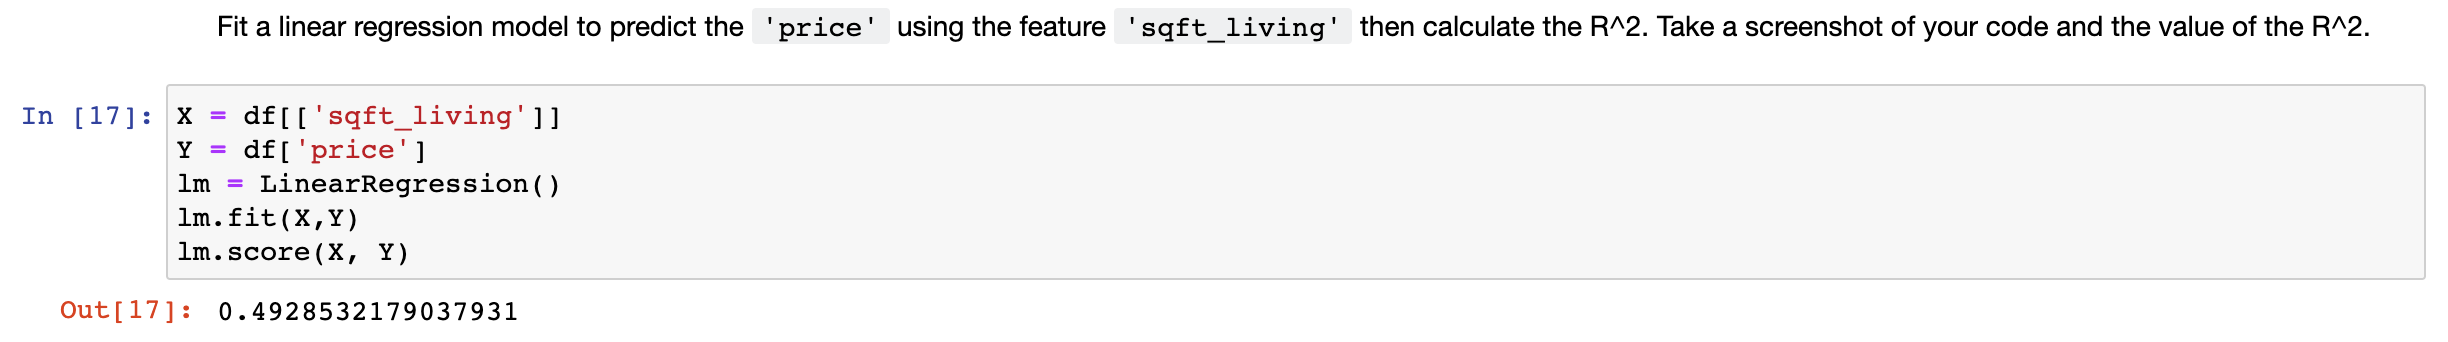 Fit a linear regression model to predict the 'price' using the feature 'sqft_living' then calculate the R^2. Take a screenshot of your code and the value of the R^2.
In [17]: X = df[['sqft_living']]
Y = df['price']
lm = LinearRegression()
lm.fit(X,Y)
lm.score(X, Y)
Out[17]: 0.4928532179037931